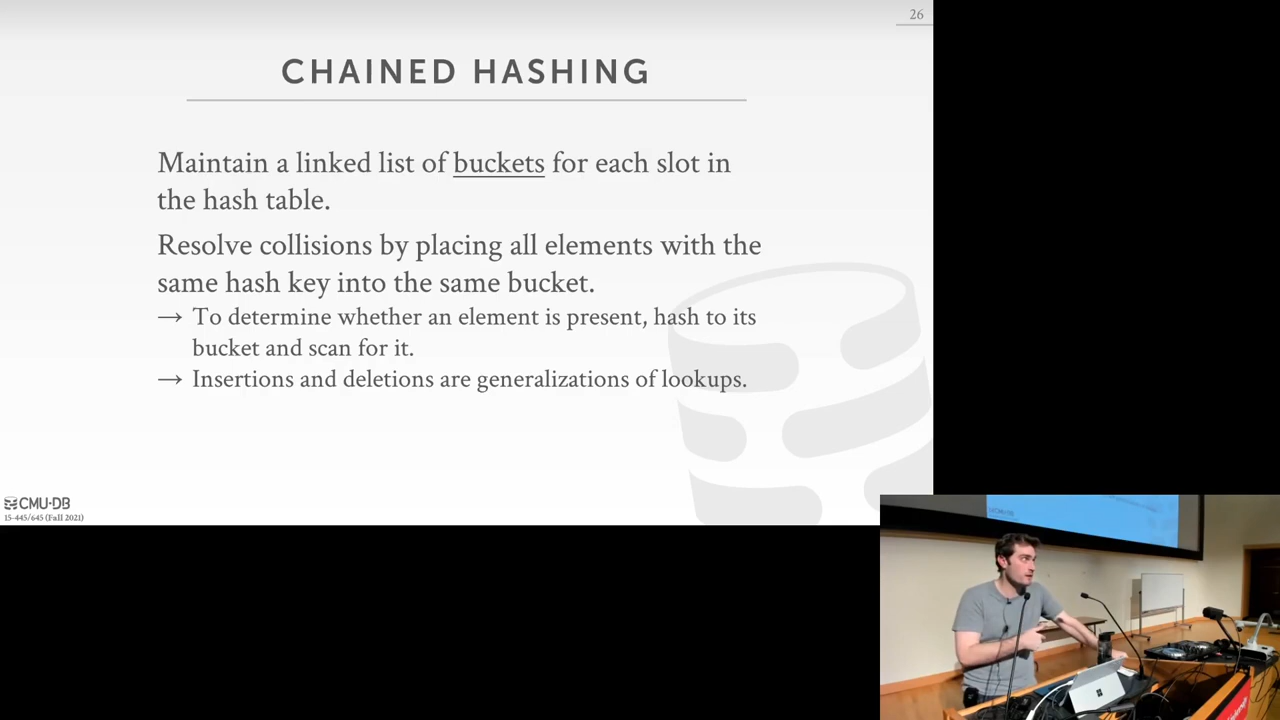 26
CHAINED HASHING
Maintain a linked list of buckets for each slot in
the hash table.
Resolve collisions by placing all elements with the
same hash key into the same bucket.
→ To determine whether an element is present, hash to its
bucket and scan for it.
→ Insertions and deletions are generalizations of lookups.
CMU·DB
15-445/645 (Fall 2021)